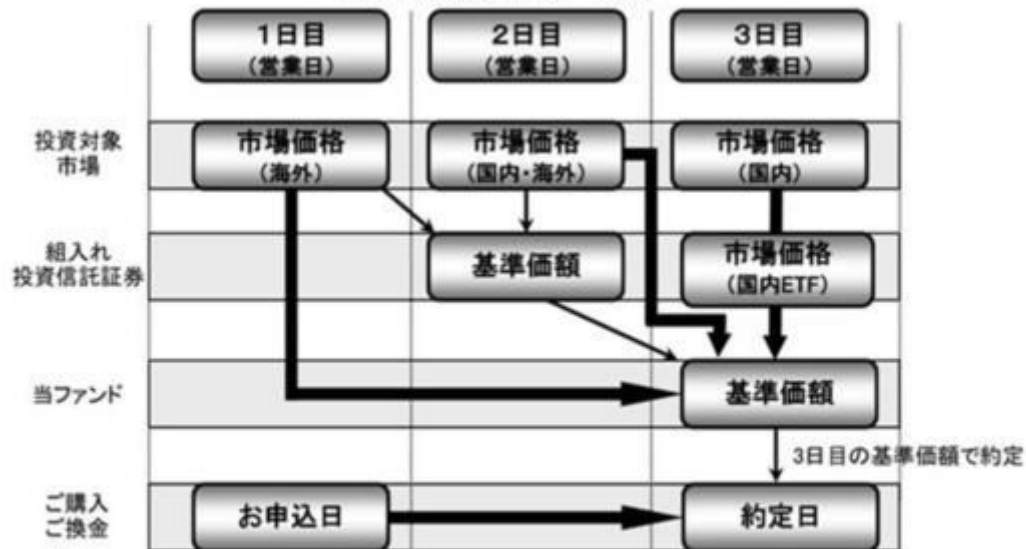 1日目
(営業日)
2日目
(営業日)
3日目
(営業日)
投資対象
市場
市場価格
(海外)
市場価格
(国内・海外)
市場価格
(国内)
組入れ
投資信託証券
基準価額
市場価格
(国内ETF)
当ファンド
基準価額
3日目の基準価額で約定
ご購入
ご換金
お申込日
約定日